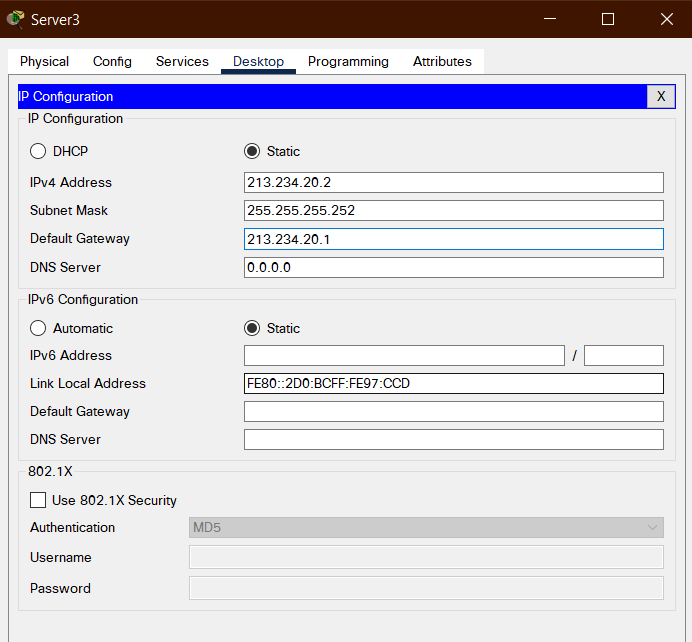 Server3
Physical Config Services Desktop Programming Attributes
IP Configuration X
IP Configuration
DHCP Static
IPv4 Address 213.234.20.2
Subnet Mask 255.255.255.252
Default Gateway 213.234.20.1
DNS Server 0.0.0.0
IPv6 Configuration
Automatic Static
IPv6 Address /
Link Local Address FE80::2D0:BCFF:FE97:CCD
Default Gateway
DNS Server
802.1X
Use 802.1X Security
Authentication MD5
Username
Password